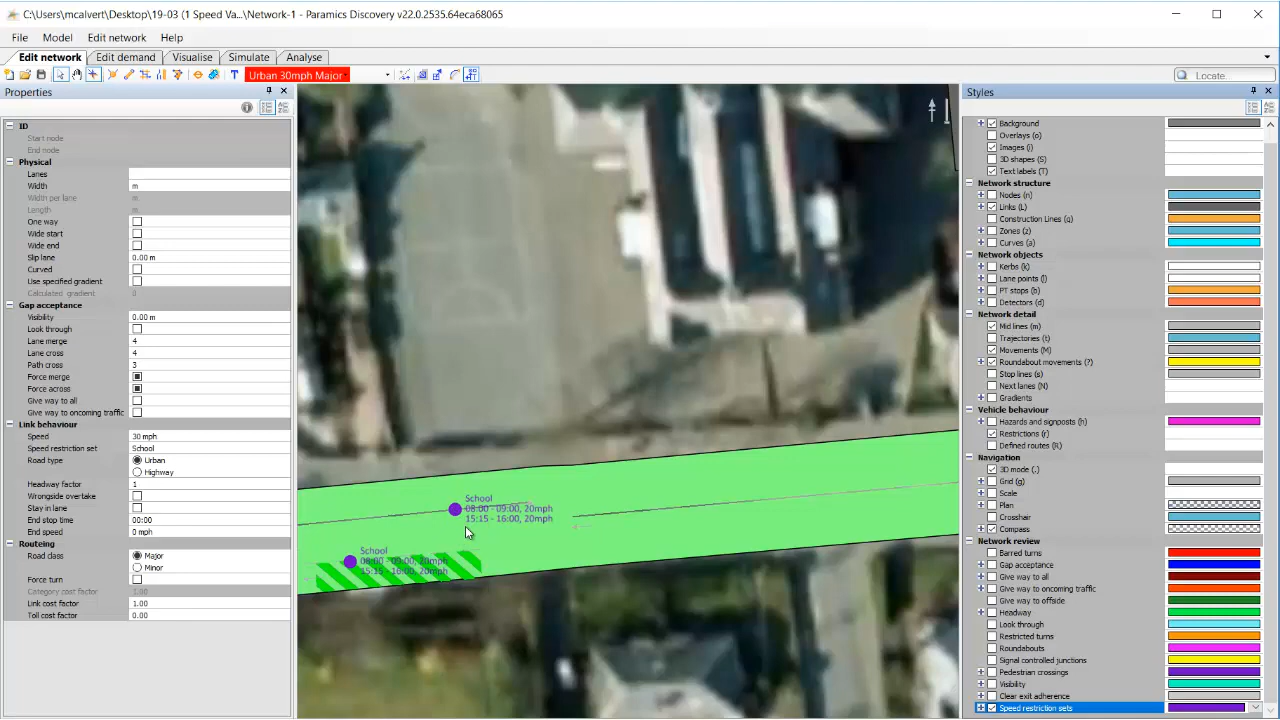 C:\Users\mcalvert\Desktop\19-03 (1 Speed Va...\Network-1 - Paramics Discovery v22.0.2535.64eca68065
File Model Edit network Help
Edit network Edit demand Visualise Simulate Analyse
T Urban 30mph Major Locate...
Properties
ID
Start node
End node
Physical
Lanes
Width m
Width per lane m
Length m
One way
Wide start
Wide end
Slip lane 0.00 m
Curved
Use specified gradient
Calculated gradient 0
Gap acceptance
Visibility 0.00 m
Look through
Lane merge 4
Lane cross 4
Path cross 3
Force merge
Force across
Give way to all
Give way to oncoming traffic
Link behaviour
Speed 30 mph
Speed restriction set School
Road type Urban
Highway
Headway factor 1
Wrongside overtake
Stay in lane
End stop time 00:00
End speed 0 mph
Routeing
Road class Major
Minor
Force turn
Category cost factor 1.00
Link cost factor 1.00
Toll cost factor 0.00
School
08:00 - 09:00, 20mph
15:15 - 16:00, 20mph
School
08:00 - 09:00, 20mph
15:15 - 16:00, 20mph
Styles
Background
Overlays (o)
Images (i)
3D shapes (S)
Text labels (T)
Network structure
Nodes (n)
Links (L)
Construction Lines (q)
Zones (z)
Curves (a)
Network objects
Kerbs (k)
Lane points (l)
PT stops (b)
Detectors (d)
Network detail
Mid lines (m)
Trajectories (t)
Movements (M)
Roundabout movements (?)
Stop lines (s)
Next lanes (N)
Gradients
Vehicle behaviour
Hazards and signposts (h)
Restrictions (r)
Defined routes (R)
Navigation
3D mode (;)
Grid (g)
Scale
Plan
Crosshair
Compass
Network review
Barred turns
Gap acceptance
Give way to all
Give way to oncoming traffic
Give way to offside
Headway
Look through
Restricted turns
Roundabouts
Signal controlled junctions
Pedestrian crossings
Visibility
Clear exit adherence
Speed restriction sets